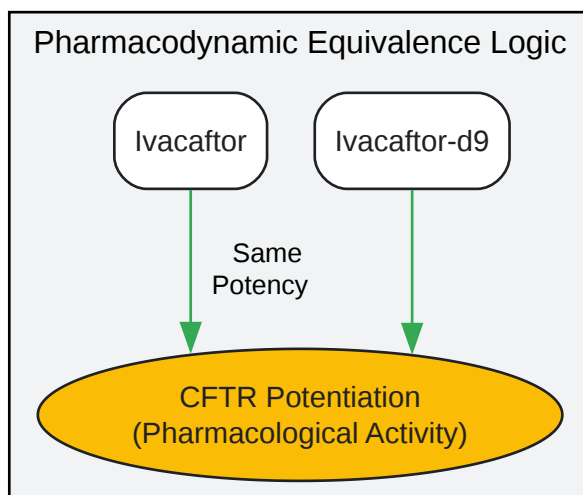 Pharmacodynamic Equivalence Logic
Ivacaftor
Ivacaftor-d9
Same
Potency
CFTR Potentiation
(Pharmacological Activity)